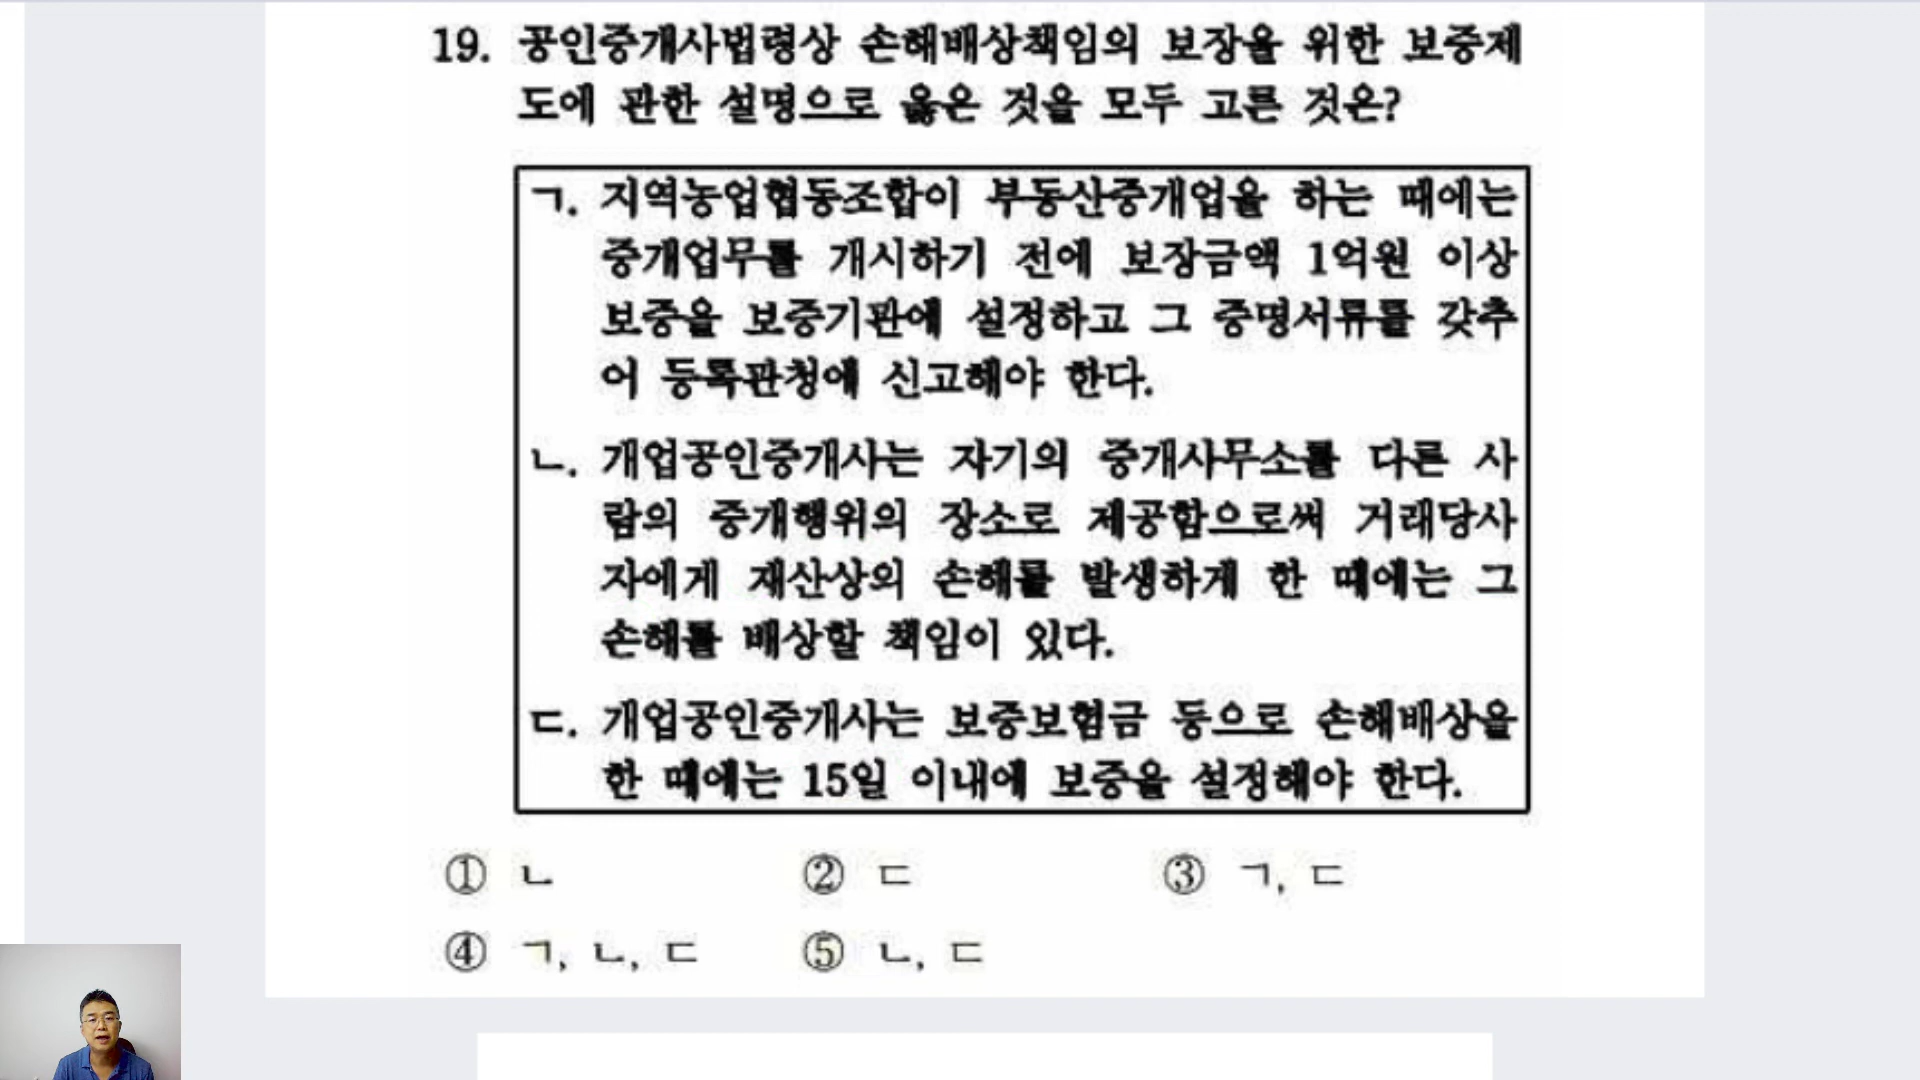 19. 공인중개사법령상 손해배상책임의 보장을 위한 보증제
도에 관한 설명으로 옳은 것을 모두 고른 것은?
ㄱ. 지역농업협동조합이 부동산중개업을 하는 때에는
중개업무를 개시하기 전에 보장금액 1억원 이상
보증을 보증기관에 설정하고 그 증명서류를 갖추
어 등록관청에 신고해야 한다.
ㄴ. 개업공인중개사는 자기의 중개사무소를 다른 사
람의 중개행위의 장소로 제공함으로써 거래당사
자에게 재산상의 손해를 발생하게 한 때에는 그
손해를 배상할 책임이 있다.
ㄷ. 개업공인중개사는 보증보험금 등으로 손해배상을
한 때에는 15일 이내에 보증을 설정해야 한다.
① ㄴ ② ㄷ ③ ㄱ, ㄷ
④ ㄱ, ㄴ, ㄷ ⑤ ㄴ, ㄷ